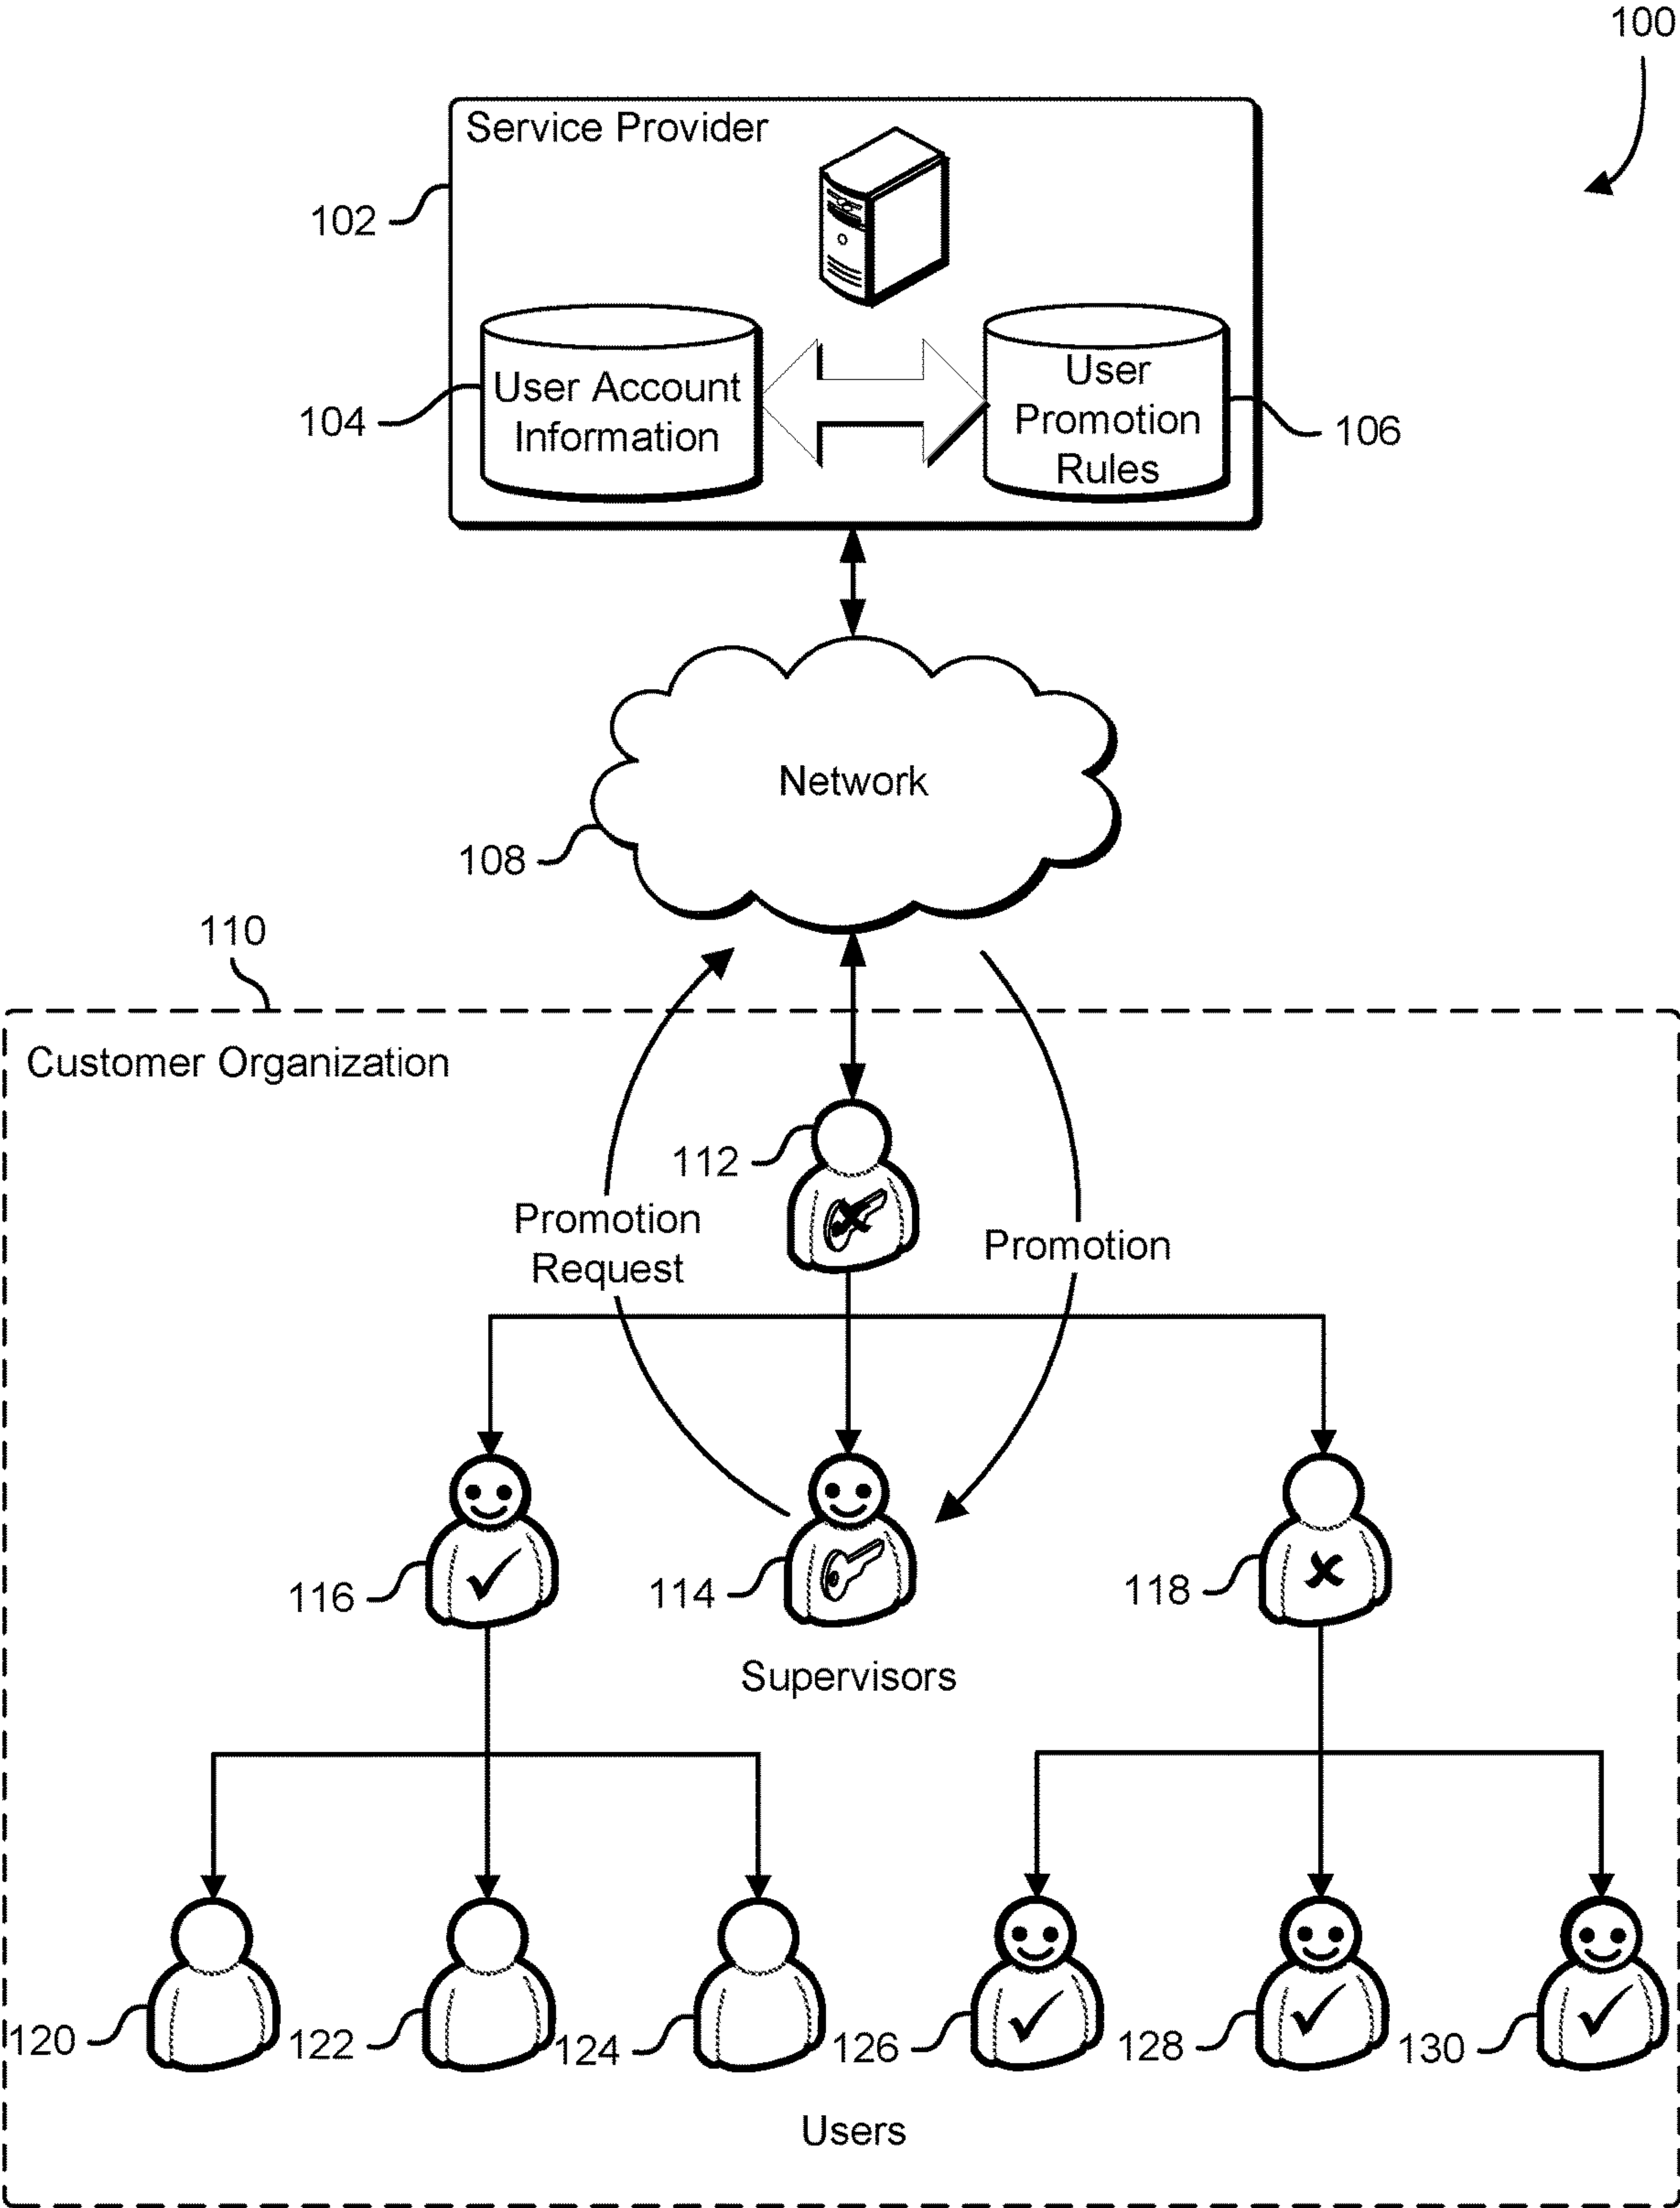 100
Service Provider
102
User Account
Information
104
User
Promotion
Rules
106
Network
108
110
Customer Organization
112
Promotion
Request
Promotion
116
114
118
Supervisors
120
122
124
126
128
130
Users